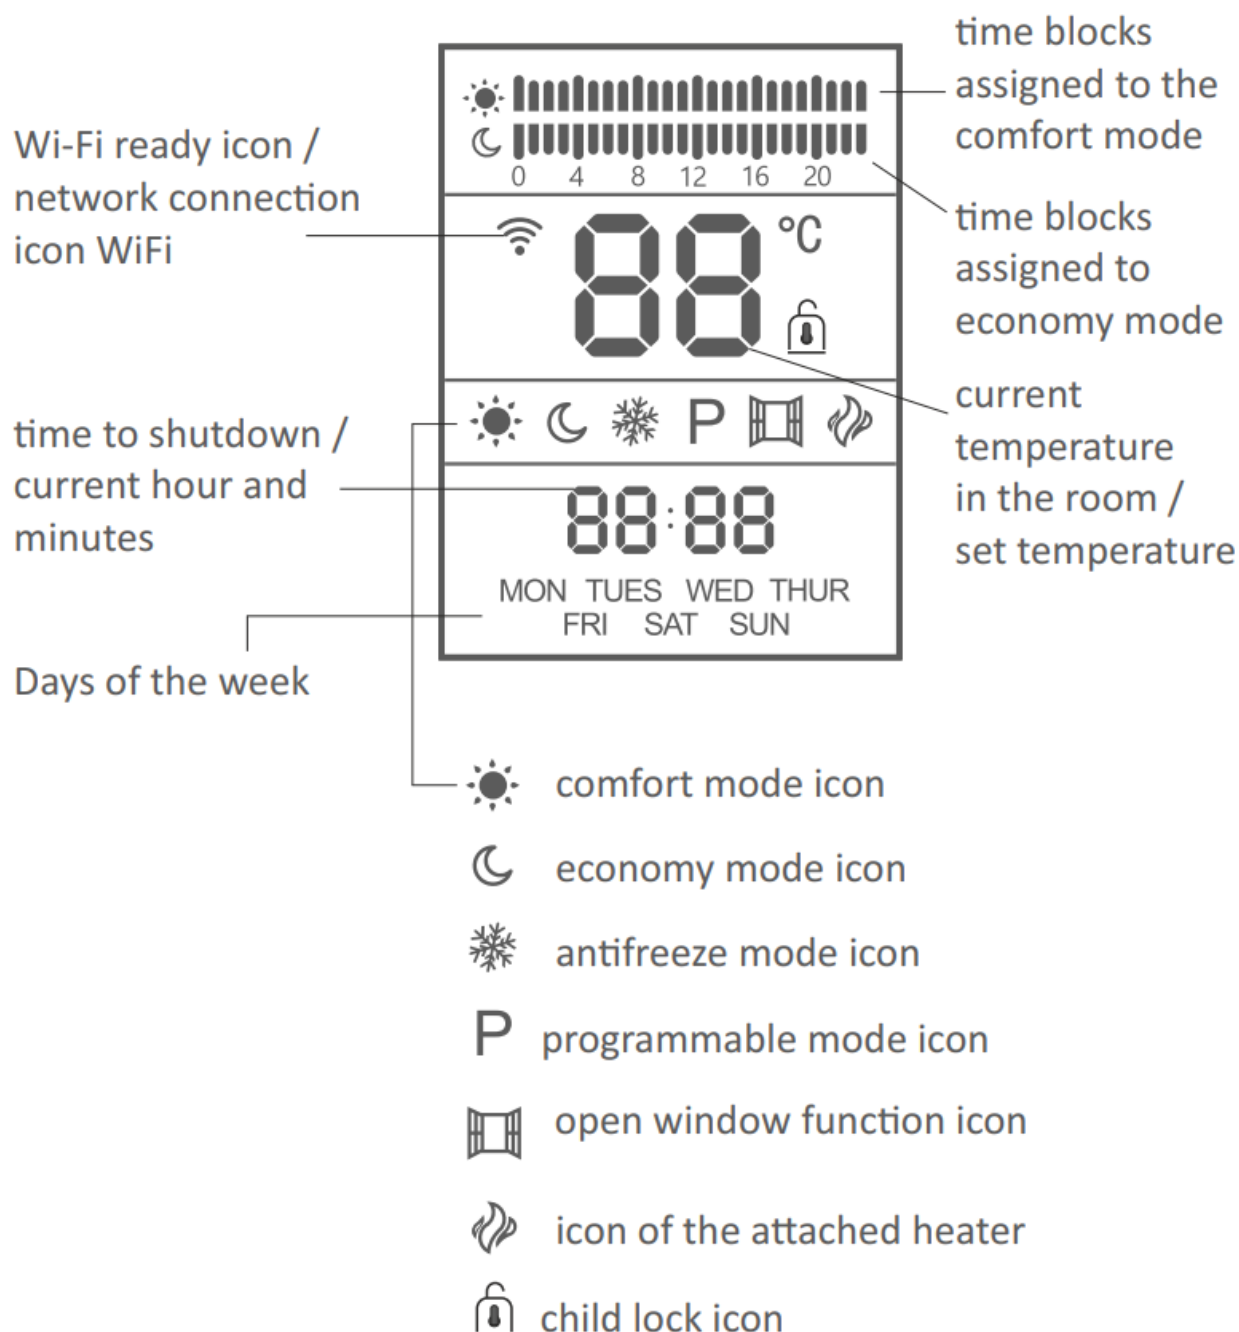 time blocks
assigned to the
comfort mode
Wi-Fi ready icon /
network connection
icon WiFi
0 4 8 12 16 20
time blocks
assigned to
economy mode
88 °C
current
temperature
in the room /
set temperature
time to shutdown /
current hour and
minutes
P
88:88
MON TUES WED THUR
FRI SAT SUN
Days of the week
comfort mode icon
economy mode icon
antifreeze mode icon
P programmable mode icon
open window function icon
icon of the attached heater
child lock icon